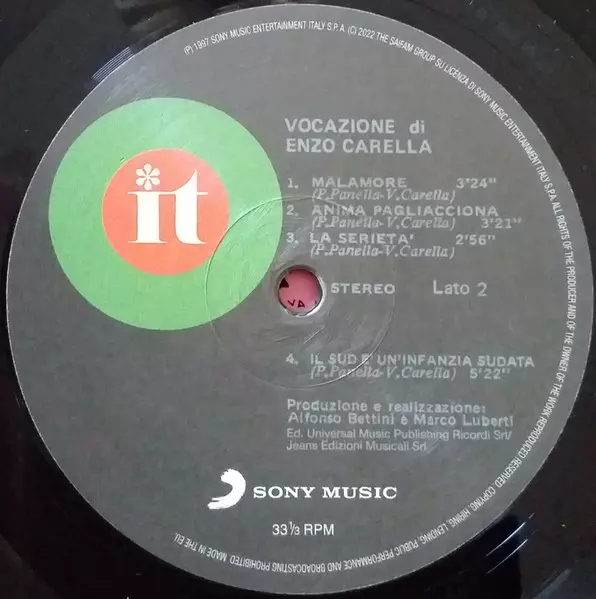 (P) 1997 SONY MUSIC ENTERTAINMENT ITALY S.P.A. (C) 2022 THE SAIFAM GROUP SU LICENZA DI SONY MUSIC ENTERTAINMENT ITALY S.P.A. ALL RIGHTS OF THE PRODUCER AND OF THE OWNER OF THE WORK REPRODUCED RESERVED. COPYING, HIRING, LENDING, PUBLIC PERFORMANCE AND BROADCASTING PROHIBITED. MADE IN THE E.U.
it
VOCAZIONE di
ENZO CARELLA
1. MALAMORE 3'24"
(P.Panella-V.Carella)
2. ANIMA PAGLIACCIONA
(P.Panella-V.Carella) 3'21"
3. LA SERIETA' 2'56"
(P.Panella-V.Carella)
VA
STEREO Lato 2
4. IL SUD E' UN'INFANZIA SUDATA
(P.Panella-V.Carella) 5'22"
Produzione e realizzazione:
Alfonso Bettini e Marco Luberti
Ed. Universal Music Publishing Ricordi Srl/
Jeans Edizioni Musicali Srl
SONY MUSIC
33 1/3 RPM